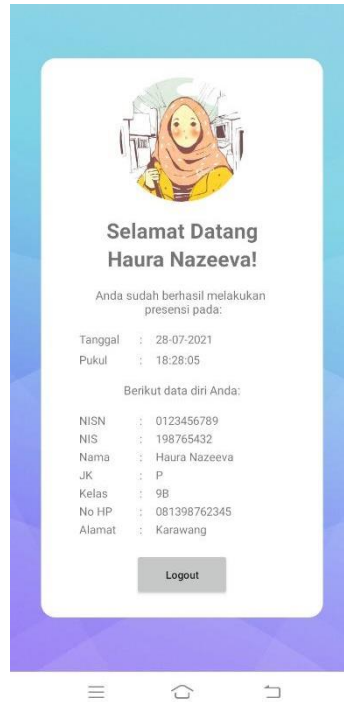 Selamat Datang
Haura Nazeeva!
Anda sudah berhasil melakukan
presensi pada:
Tanggal : 28-07-2021
Pukul : 18:28:05
Berikut data diri Anda:
NISN : 0123456789
NIS : 198765432
Nama : Haura Nazeeva
JK : P
Kelas : 9B
No HP : 081398762345
Alamat : Karawang
Logout